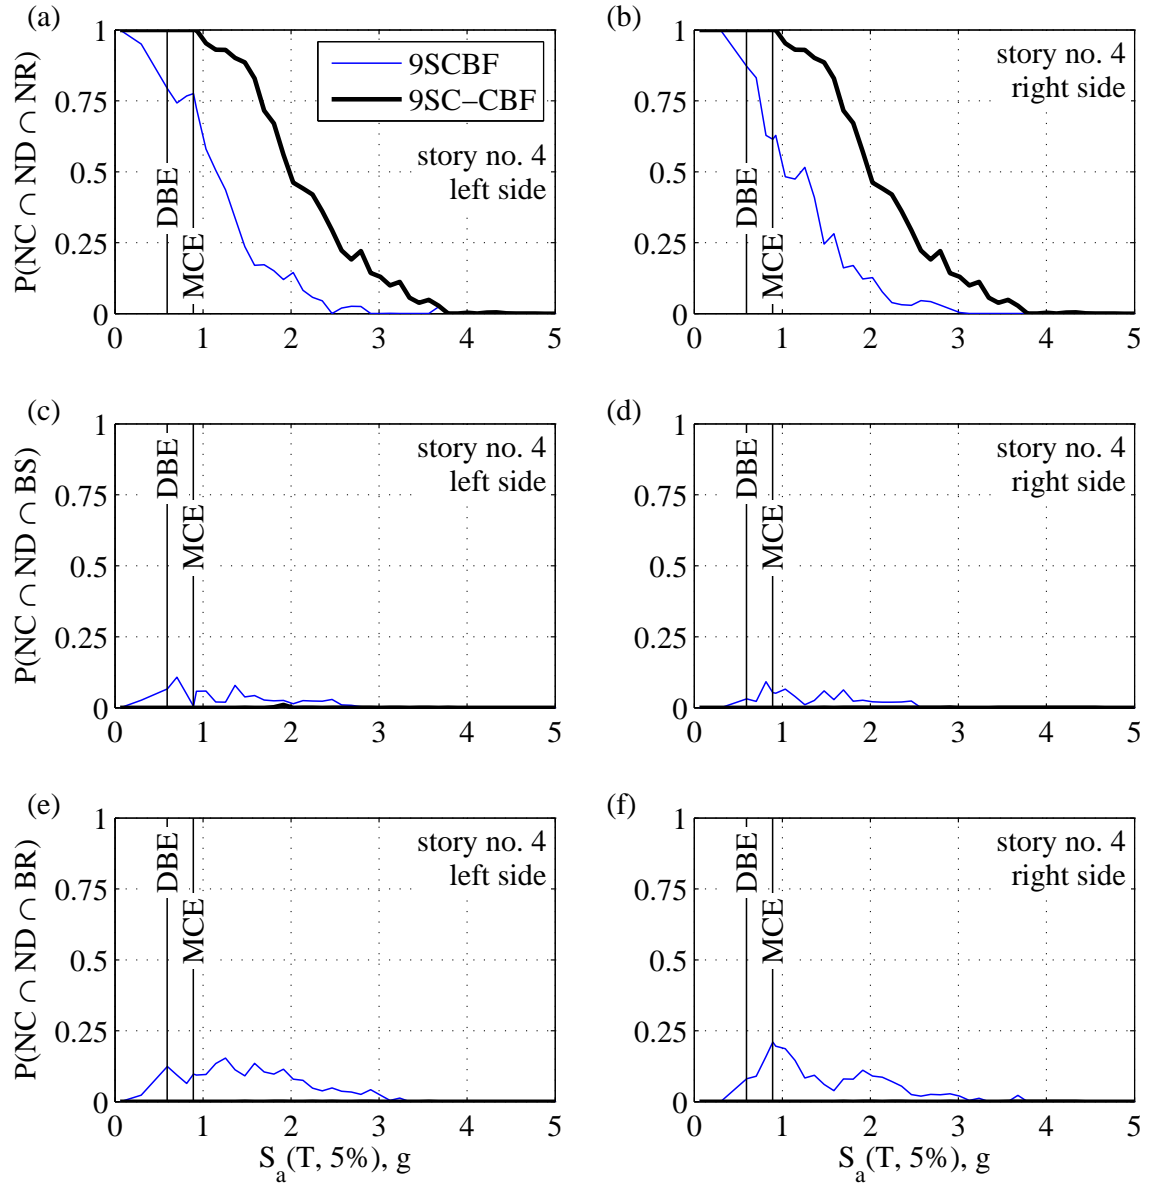 (a)
P(NC ∩ ND ∩ NR)
1
0.75
0.5
0.25
0
0 1 2 3 4 5
DBE
MCE
9SCBF
9SC−CBF
story no. 4
left side
(b)
1
0.75
0.5
0.25
0
0 1 2 3 4 5
DBE
MCE
story no. 4
right side
(c)
P(NC ∩ ND ∩ BS)
1
0.75
0.5
0.25
0
0 1 2 3 4 5
DBE
MCE
story no. 4
left side
(d)
1
0.75
0.5
0.25
0
0 1 2 3 4 5
DBE
MCE
story no. 4
right side
(e)
P(NC ∩ ND ∩ BR)
1
0.75
0.5
0.25
0
0 1 2 3 4 5
DBE
MCE
story no. 4
left side
S_a(T, 5%), g
(f)
1
0.75
0.5
0.25
0
0 1 2 3 4 5
DBE
MCE
story no. 4
right side
S_a(T, 5%), g